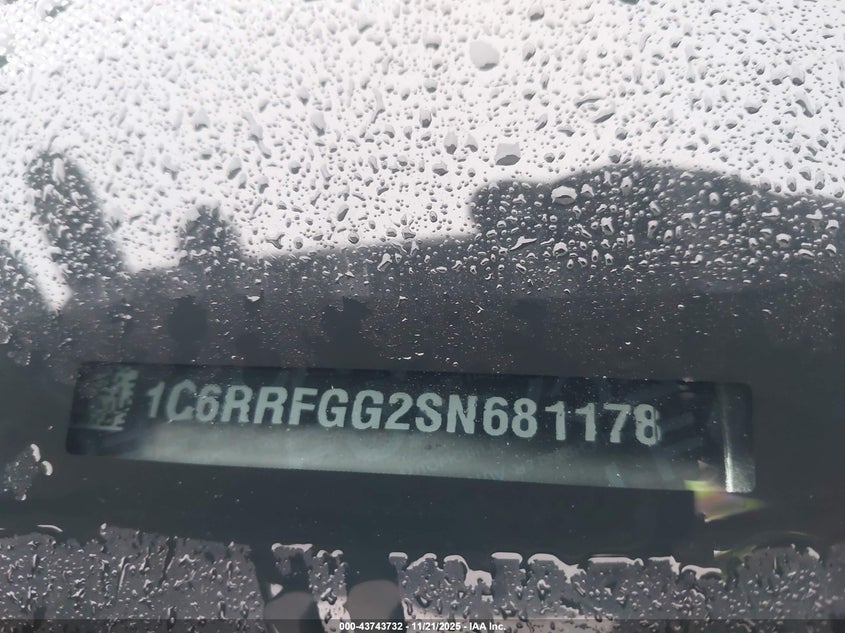 1C6RRFGG2SN681178
000-43743732 - 11/21/2025 - IAA Inc.